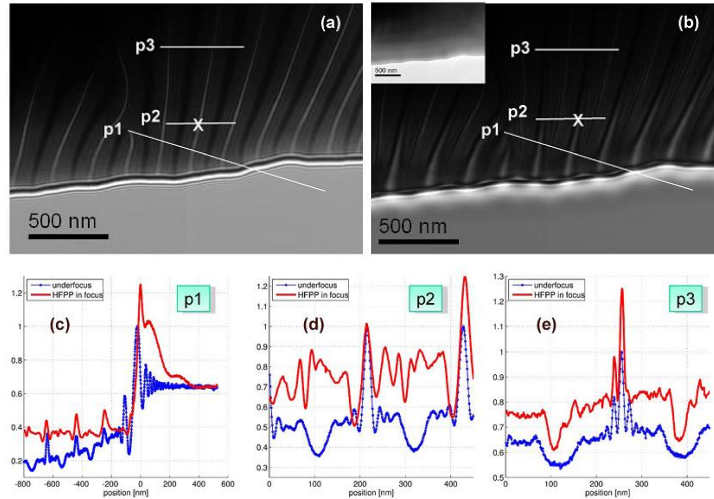 (a)
p3
p2
X
p1
500 nm
(b)
500 nm
p3
p2
X
p1
500 nm
underfocus
HFPP in focus
p1
(c)
1.2
1
0.8
0.6
0.4
0.2
-800 -600 -400 -200 0 200 400 600
position [nm]
underfocus
HFPP in focus
p2
(d)
1.2
1.1
1
0.9
0.8
0.7
0.6
0.5
0.4
0.3
0 100 200 300 400
position [nm]
underfocus
HFPP in focus
p3
(e)
1.3
1.2
1.1
1
0.9
0.8
0.7
0.6
0.5
0 100 200 300 400
position [nm]